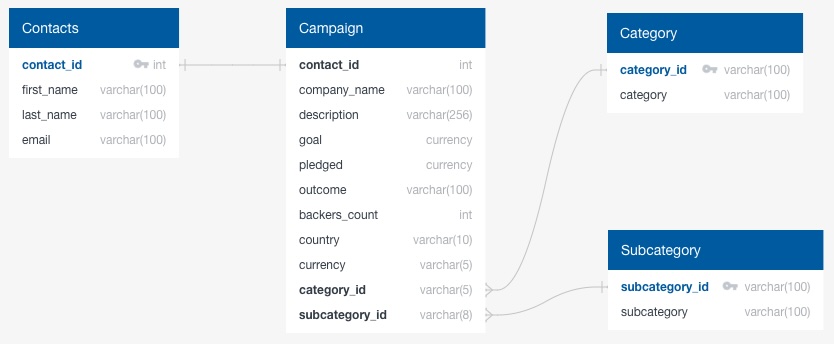 Contacts
contact_id int
first_name varchar(100)
last_name varchar(100)
email varchar(100)
Campaign
contact_id int
company_name varchar(100)
description varchar(256)
goal currency
pledged currency
outcome varchar(100)
backers_count int
country varchar(10)
currency varchar(5)
category_id varchar(5)
subcategory_id varchar(8)
Category
category_id varchar(100)
category varchar(100)
Subcategory
subcategory_id varchar(100)
subcategory varchar(100)